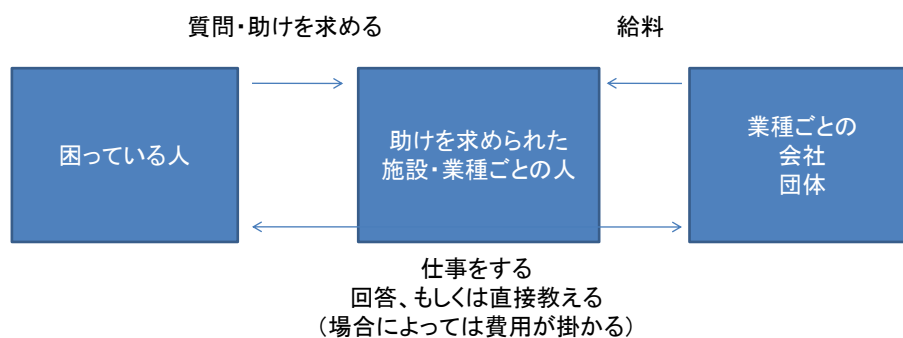 質問・助けを求める
給料
困っている人
助けを求められた
施設・業種ごとの人
業種ごとの
会社
団体
仕事をする
回答、もしくは直接教える
(場合によっては費用が掛かる)